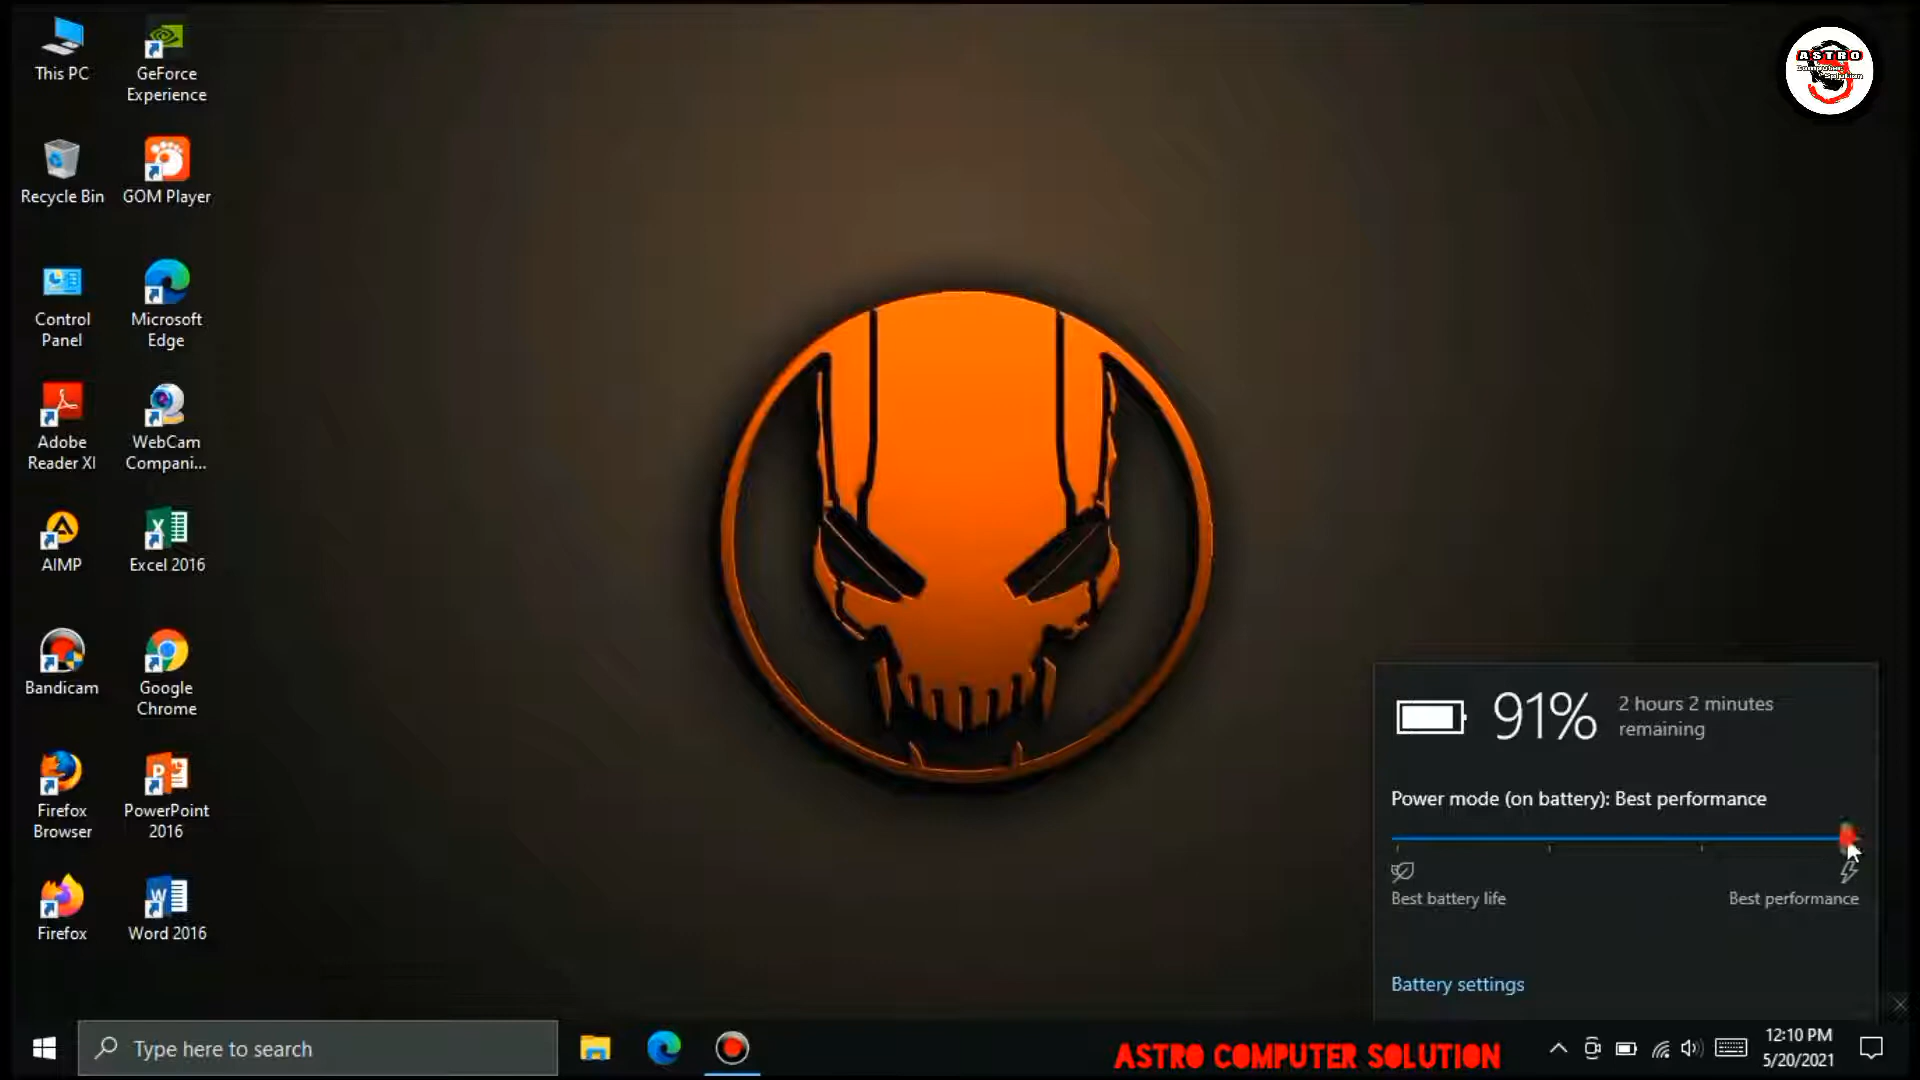 This PC
GeForce
Experience
ASTRO
Computer
Solution
Recycle Bin
GOM Player
Control
Panel
Microsoft
Edge
Adobe
Reader XI
WebCam
Compani...
AIMP
Excel 2016
Bandicam
Google
Chrome
Firefox
Browser
PowerPoint
2016
Firefox
Word 2016
91%
2 hours 2 minutes
remaining
Power mode (on battery): Best performance
Best battery life
Best performance
Battery settings
Type here to search
ASTRO COMPUTER SOLUTION
12:10 PM
5/20/2021